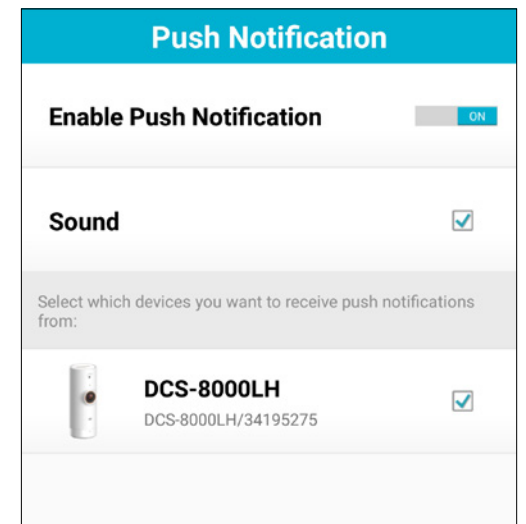 Push Notification
Enable Push Notification
ON
Sound
Select which devices you want to receive push notifications
from:
DCS-8000LH
DCS-8000LH/34195275